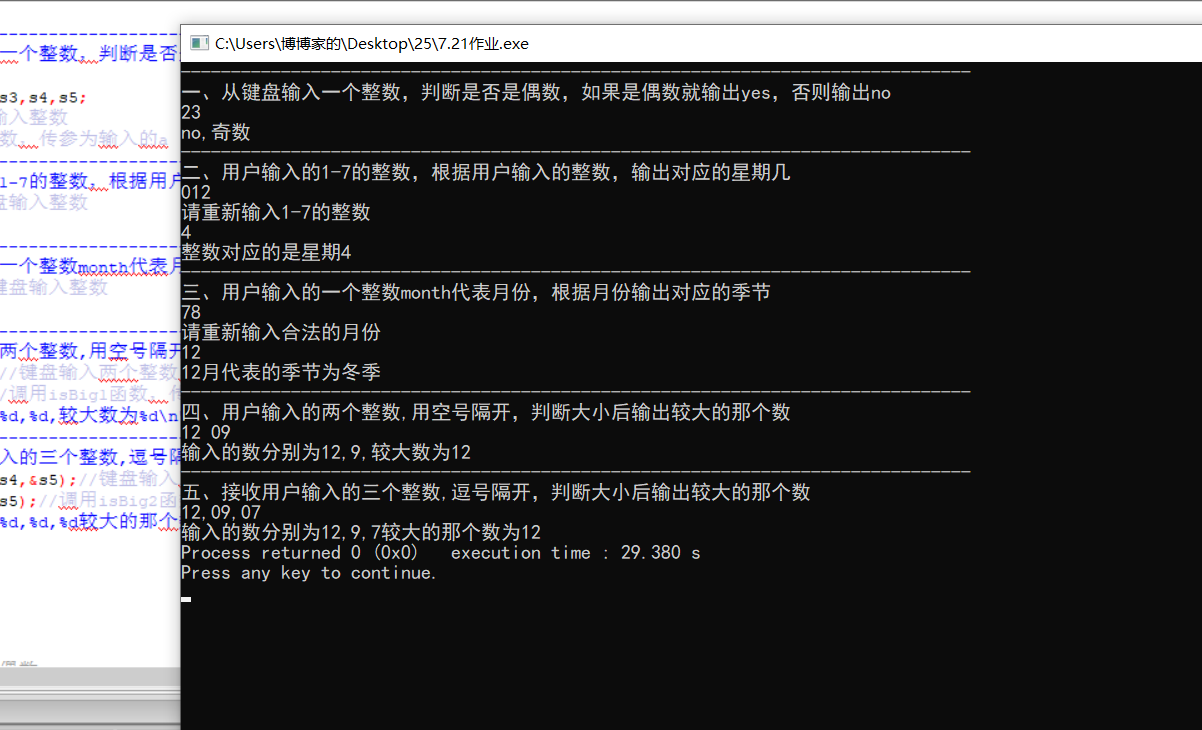 C:\Users\博博家的\Desktop\25\7.21作业.exe
一个整数，判断是否
s3,s4,s5;
输入整数
数，传参为输入的a
1-7的整数，根据用户
盘输入整数
一个整数month代表月
键盘输入整数
两个整数,用空号隔开
//键盘输入两个整数
/调用isBig1函数，传
%d,%d,较大数为%d\n
入的三个整数,逗号隔
s4,&s5);//键盘输入
s5);//调用isBig2函
%d,%d,%d较大的那个
--------------------------------------------------------------------------------
一、从键盘输入一个整数，判断是否是偶数，如果是偶数就输出yes，否则输出no
23
no,奇数
--------------------------------------------------------------------------------
二、用户输入的1-7的整数，根据用户输入的整数，输出对应的星期几
012
请重新输入1-7的整数
4
整数对应的是星期4
--------------------------------------------------------------------------------
三、用户输入的一个整数month代表月份，根据月份输出对应的季节
78
请重新输入合法的月份
12
12月代表的季节为冬季
--------------------------------------------------------------------------------
四、用户输入的两个整数,用空号隔开，判断大小后输出较大的那个数
12 09
输入的数分别为12,9,较大数为12
--------------------------------------------------------------------------------
五、接收用户输入的三个整数,逗号隔开，判断大小后输出较大的那个数
12,09,07
输入的数分别为12,9,7较大的那个数为12
Process returned 0 (0x0)   execution time : 29.380 s
Press any key to continue.